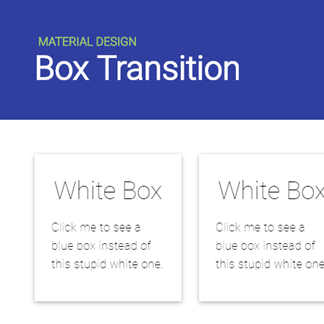 MATERIAL DESIGN
Box Transition
White Box
Click me to see a
blue box instead of
this stupid white one.
White Box
Click me to see a
blue box instead of
this stupid white one